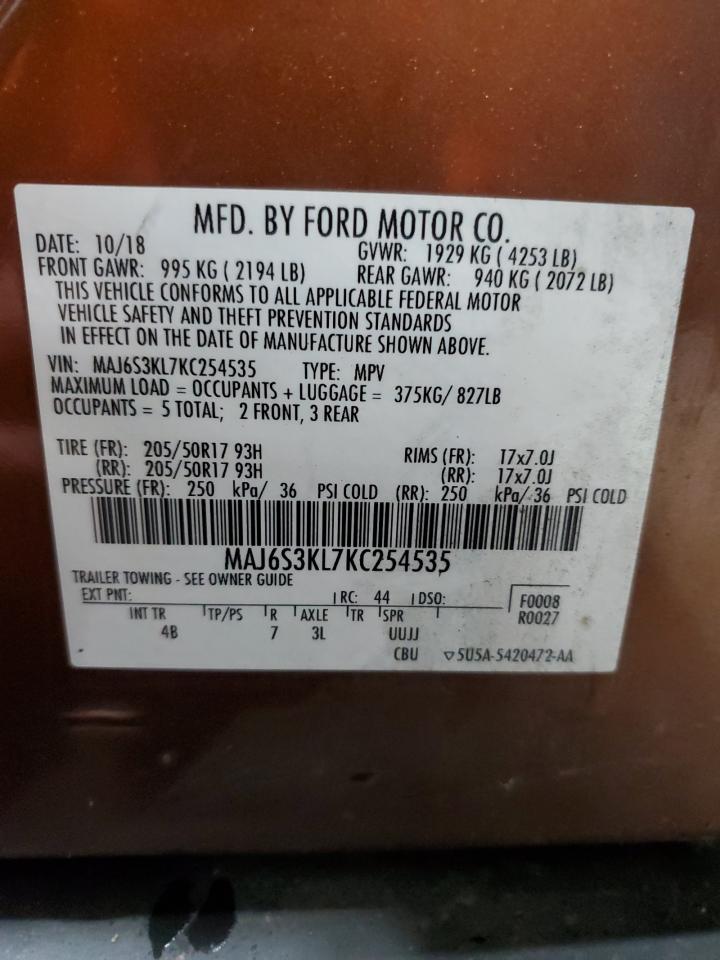 MFD. BY FORD MOTOR CO.
DATE: 10/18 GVWR: 1929 KG ( 4253 LB)
FRONT GAWR: 995 KG ( 2194 LB) REAR GAWR: 940 KG ( 2072 LB)
THIS VEHICLE CONFORMS TO ALL APPLICABLE FEDERAL MOTOR
VEHICLE SAFETY AND THEFT PREVENTION STANDARDS
IN EFFECT ON THE DATE OF MANUFACTURE SHOWN ABOVE.
VIN: MAJ6S3KL7KC254535 TYPE: MPV
MAXIMUM LOAD = OCCUPANTS + LUGGAGE = 375KG/ 827LB
OCCUPANTS = 5 TOTAL; 2 FRONT, 3 REAR
TIRE (FR): 205/50R17 93H RIMS (FR): 17x7.0J
(RR): 205/50R17 93H (RR): 17x7.0J
PRESSURE (FR): 250 kPa/ 36 PSI COLD (RR): 250 kPa/ 36 PSI COLD
MAJ6S3KL7KC254535
TRAILER TOWING - SEE OWNER GUIDE
EXT PNT: RC: 44 DSO: F0008
INT TR TP/PS R AXLE TR SPR R0027
4B 7 3L UUJJ
CBU 5U5A-5420472-AA